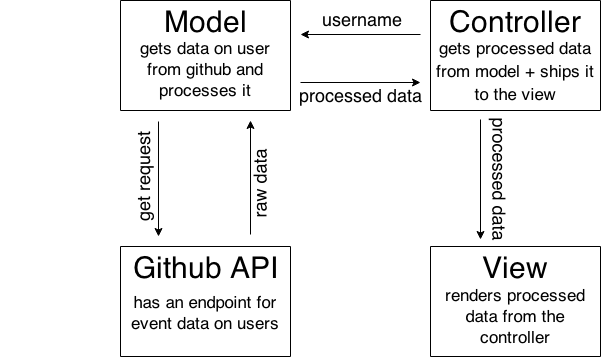 Model
gets data on user
from github and
processes it
username
processed data
Controller
gets processed data
from model + ships it
to the view
get request
raw data
processed data
Github API
has an endpoint for
event data on users
View
renders processed
data from the
controller